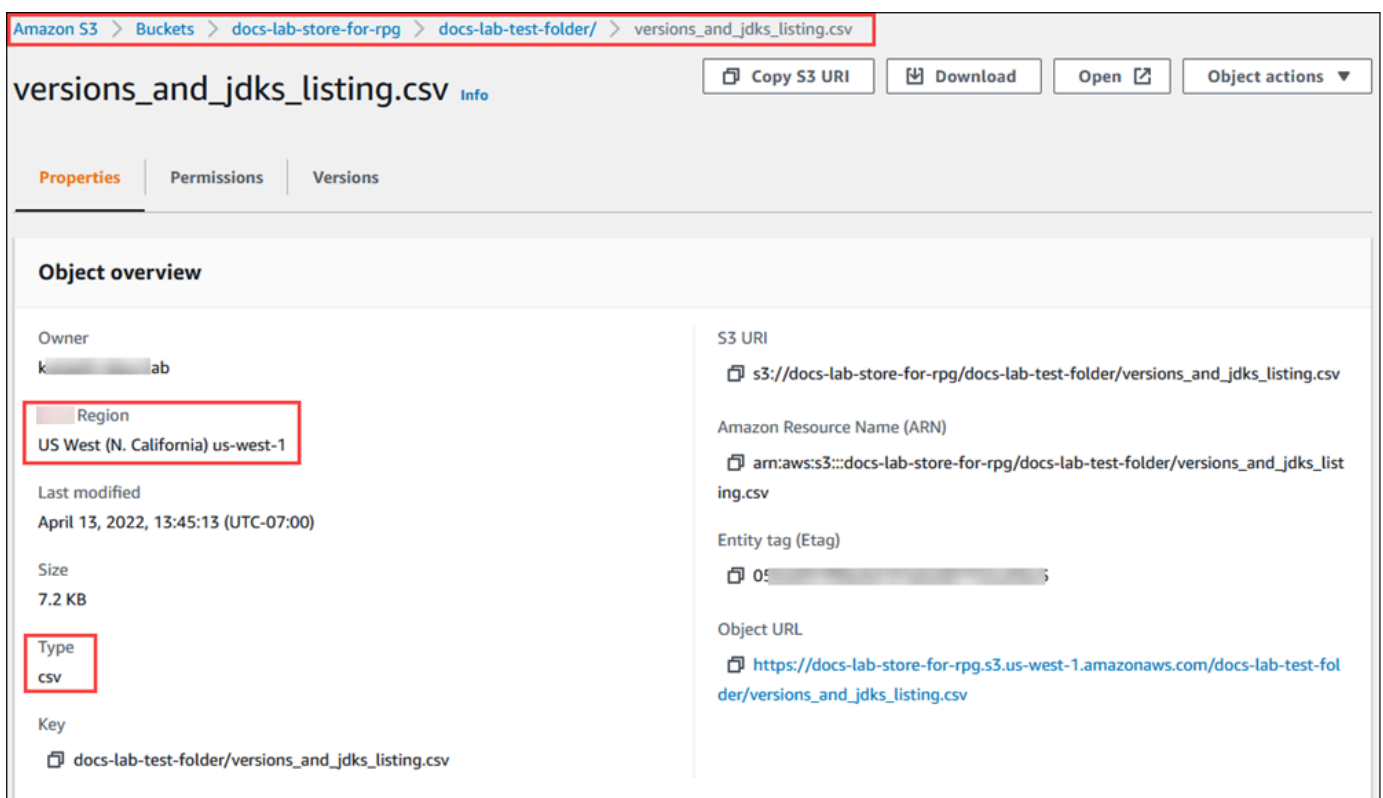 Amazon S3 > Buckets > docs-lab-store-for-rpg > docs-lab-test-folder/ > versions_and_jdks_listing.csv
versions_and_jdks_listing.csv Info
Copy S3 URI
Download
Open
Object actions
Properties
Permissions
Versions
Object overview
Owner
Region
US West (N. California) us-west-1
Last modified
April 13, 2022, 13:45:13 (UTC-07:00)
Size
7.2 KB
Type
csv
Key
docs-lab-test-folder/versions_and_jdks_listing.csv
S3 URI
s3://docs-lab-store-for-rpg/docs-lab-test-folder/versions_and_jdks_listing.csv
Amazon Resource Name (ARN)
arn:aws:s3:::docs-lab-store-for-rpg/docs-lab-test-folder/versions_and_jdks_list
ing.csv
Entity tag (Etag)
Object URL
https://docs-lab-store-for-rpg.s3.us-west-1.amazonaws.com/docs-lab-test-fol
der/versions_and_jdks_listing.csv